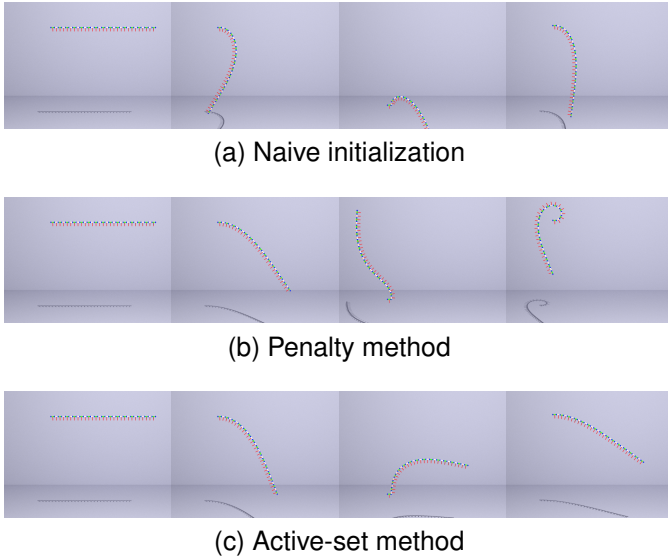 (a) Naive initialization
(b) Penalty method
(c) Active-set method